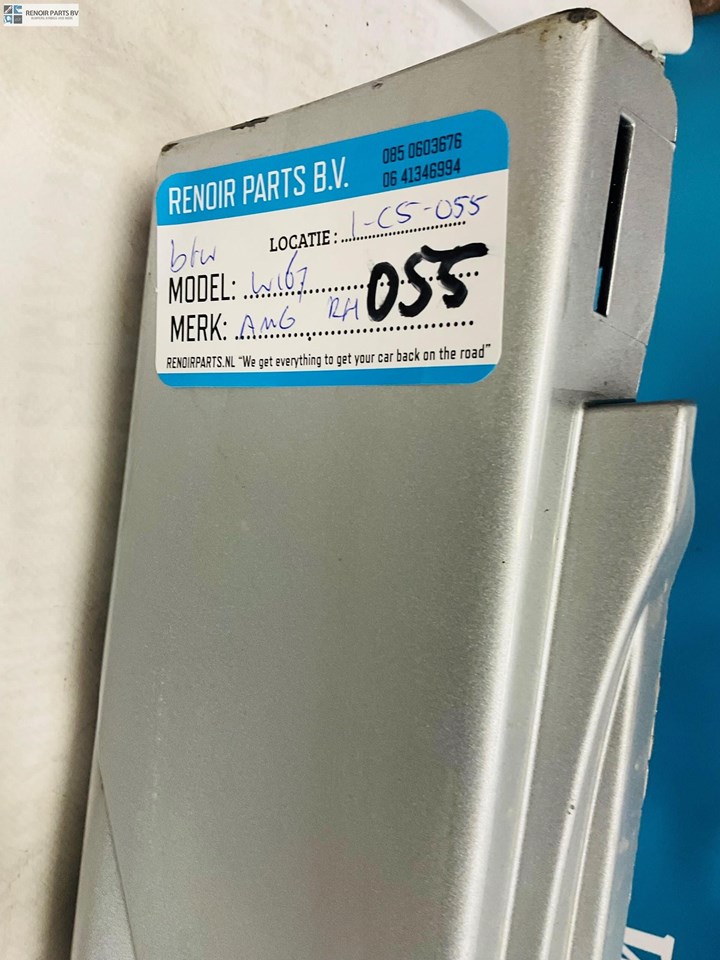 RENOIR PARTS BV
RENOIR PARTS B.V.
085 0603676
06 41346994
btw
LOCATIE: 1-C5-055
MODEL: W167
055
MERK: AMG RH
RENOIRPARTS.NL "We get everything to get your car back on the road"